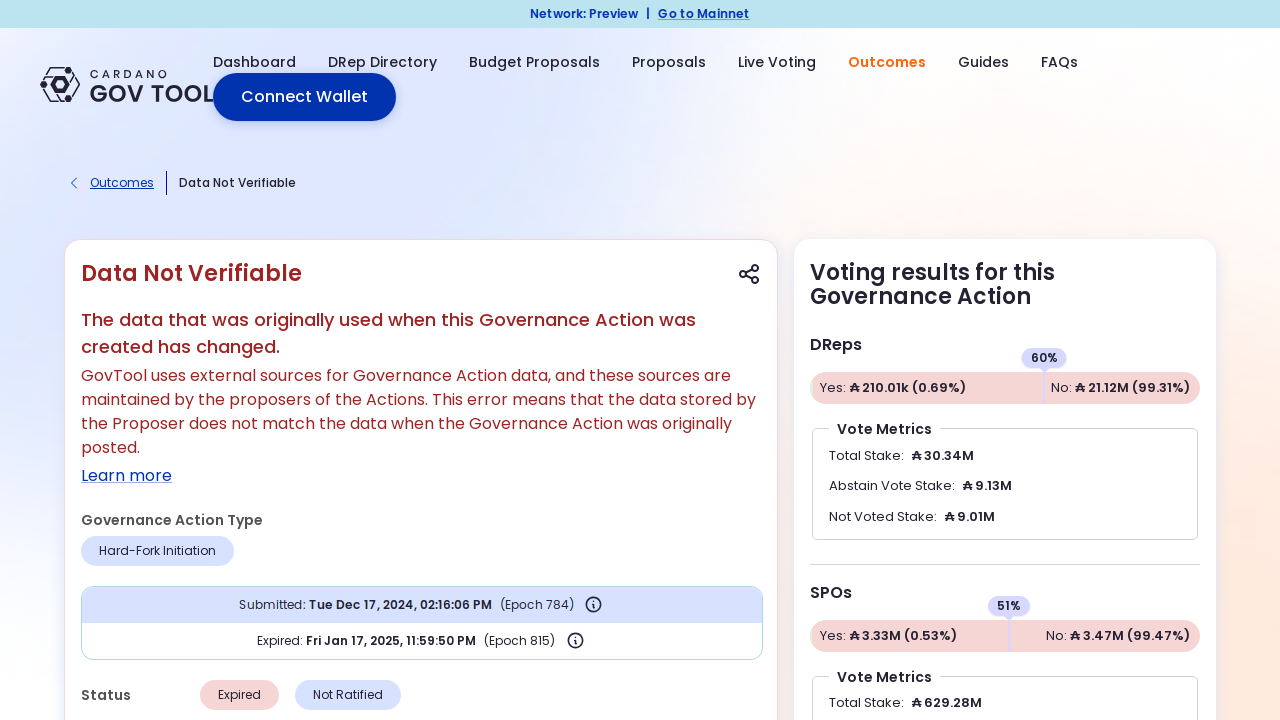 Network: Preview | Go to Mainnet
CARDANO
GOV TOOL
Dashboard DRep Directory Budget Proposals Proposals Live Voting Outcomes Guides FAQs
Connect Wallet
Outcomes | Data Not Verifiable
Data Not Verifiable
The data that was originally used when this Governance Action was
created has changed.
GovTool uses external sources for Governance Action data, and these sources are
maintained by the proposers of the Actions. This error means that the data stored by
the Proposer does not match the data when the Governance Action was originally
posted.
Learn more
Governance Action Type
Hard-Fork Initiation
Submitted: Tue Dec 17, 2024, 02:16:06 PM (Epoch 784)
Expired: Fri Jan 17, 2025, 11:59:50 PM (Epoch 815)
Status Expired Not Ratified
Voting results for this
Governance Action
DReps
60%
Yes: ₳ 210.01k (0.69%) No: ₳ 21.12M (99.31%)
Vote Metrics
Total Stake: ₳ 30.34M
Abstain Vote Stake: ₳ 9.13M
Not Voted Stake: ₳ 9.01M
SPOs
51%
Yes: ₳ 3.33M (0.53%) No: ₳ 3.47M (99.47%)
Vote Metrics
Total Stake: ₳ 629.28M